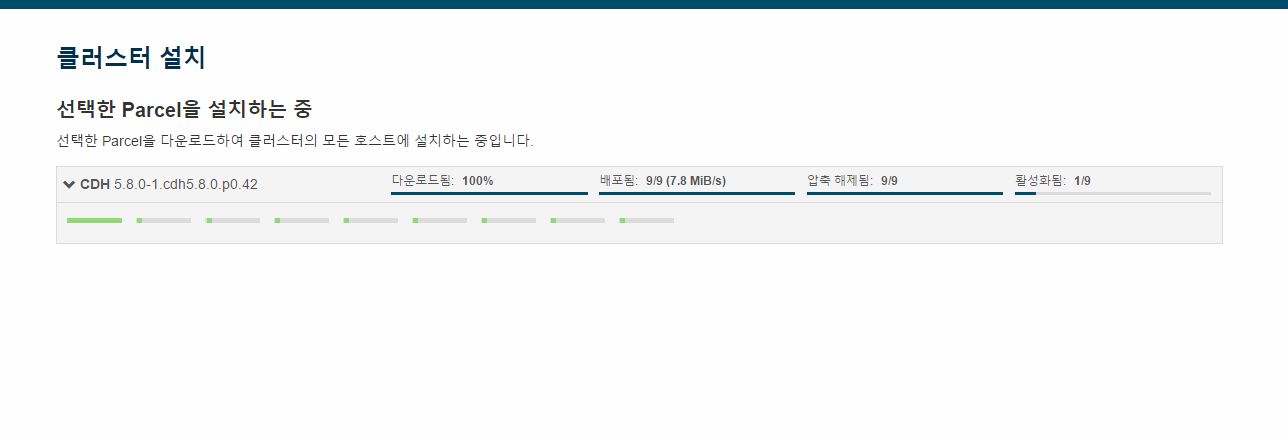 클러스터 설치
선택한 Parcel을 설치하는 중
선택한 Parcel을 다운로드하여 클러스터의 모든 호스트에 설치하는 중입니다.
CDH 5.8.0-1.cdh5.8.0.p0.42 다운로드됨: 100% 배포됨: 9/9 (7.8 MiB/s) 압축 해제됨: 9/9 활성화됨: 1/9